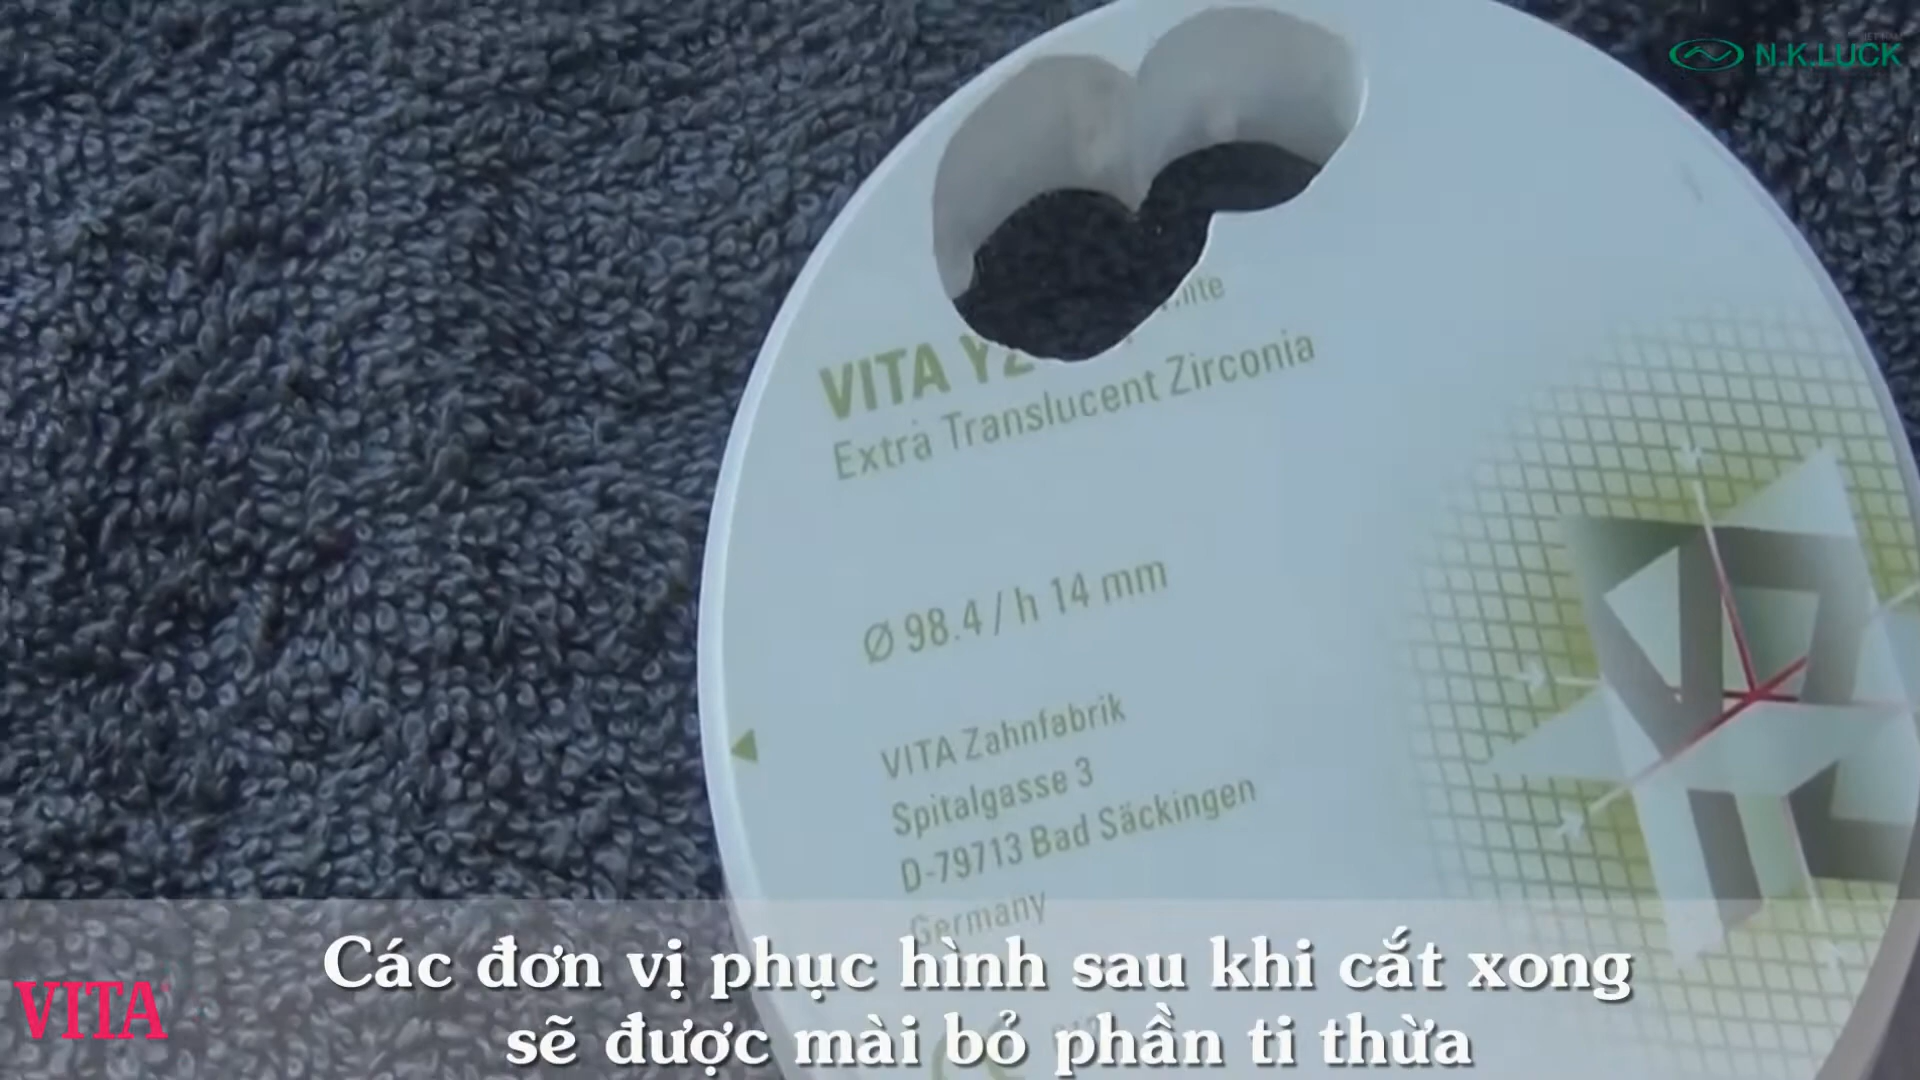 N.K.LUCK
VITA
Extra Translucent Zirconia
Ø 98.4 / h 14 mm
VITA Zahnfabrik
Spitalgasse 3
D-79713 Bad Säckingen
Germany
Các đơn vị phục hình sau khi cắt xong
sẽ được mài bỏ phần ti thừa
VITA